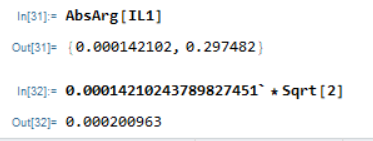 In[31]:= AbsArg[IL1]
Out[31]= {0.000142102, 0.297482}
In[32]:= 0.00014210243789827451` * Sqrt[2]
Out[32]= 0.000200963